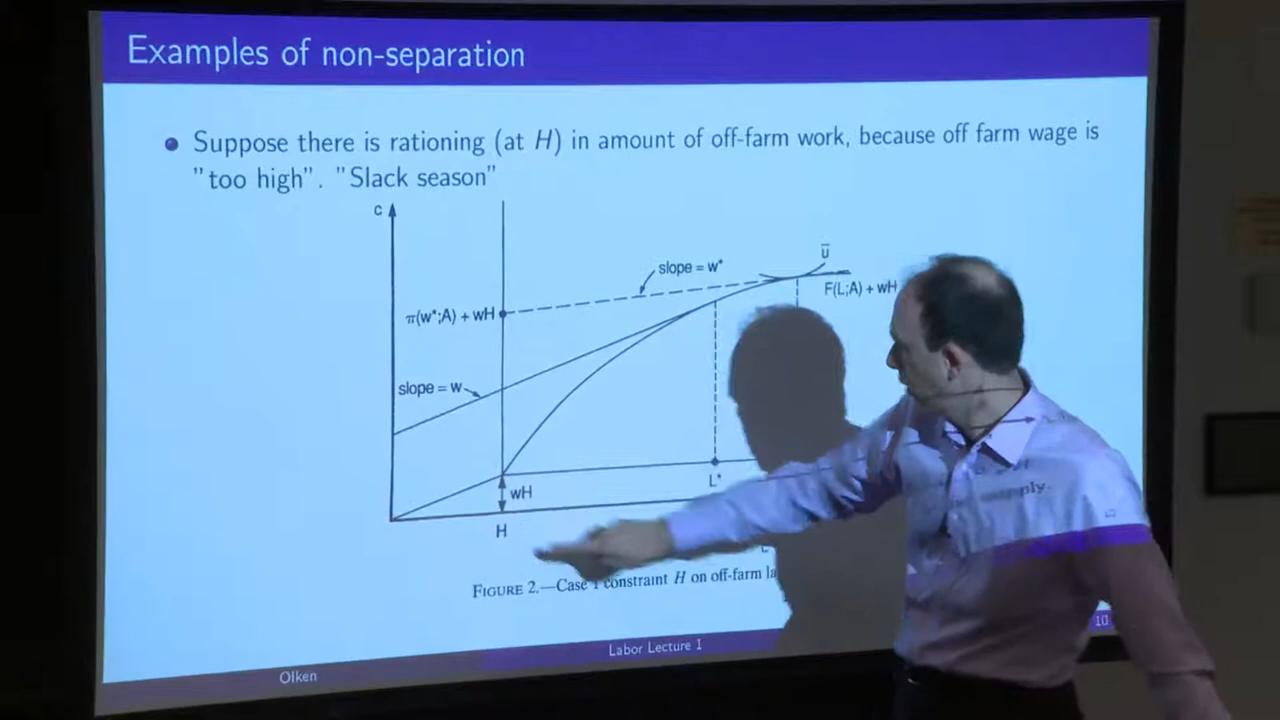 Examples of non-separation
Suppose there is rationing (at H) in amount of off-farm work, because off farm wage is
"too high". "Slack season"
c
ū
slope = w*
F(L;A) + wH
π(w*;A) + wH
slope = w
wH
L*
H
FIGURE 2.—Case 1 constraint H on off-farm la
supply.
Olken
Labor Lecture I
10